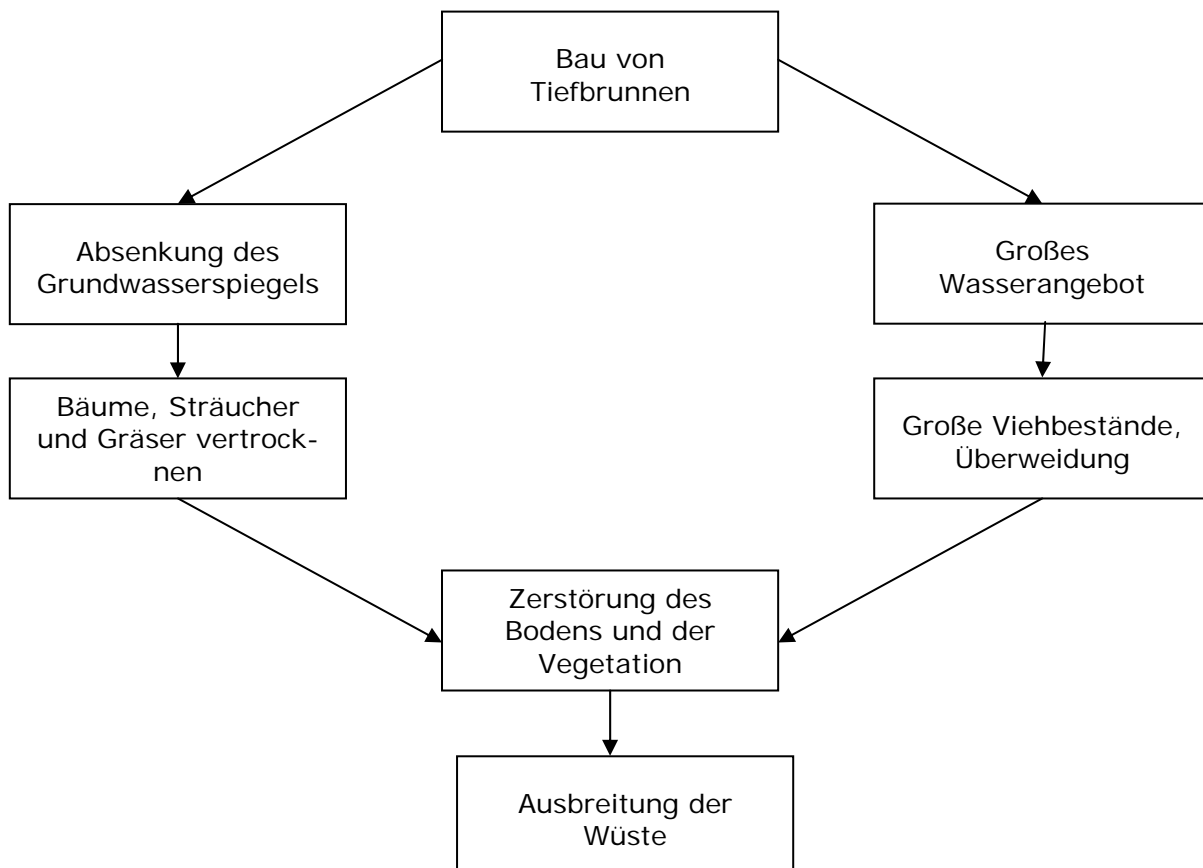 Bau von
Tiefbrunnen
Absenkung des
Grundwasserspiegels
Großes
Wasserangebot
Bäume, Sträucher
und Gräser vertrock-
nen
Große Viehbestände,
Überweidung
Zerstörung des
Bodens und der
Vegetation
Ausbreitung der
Wüste